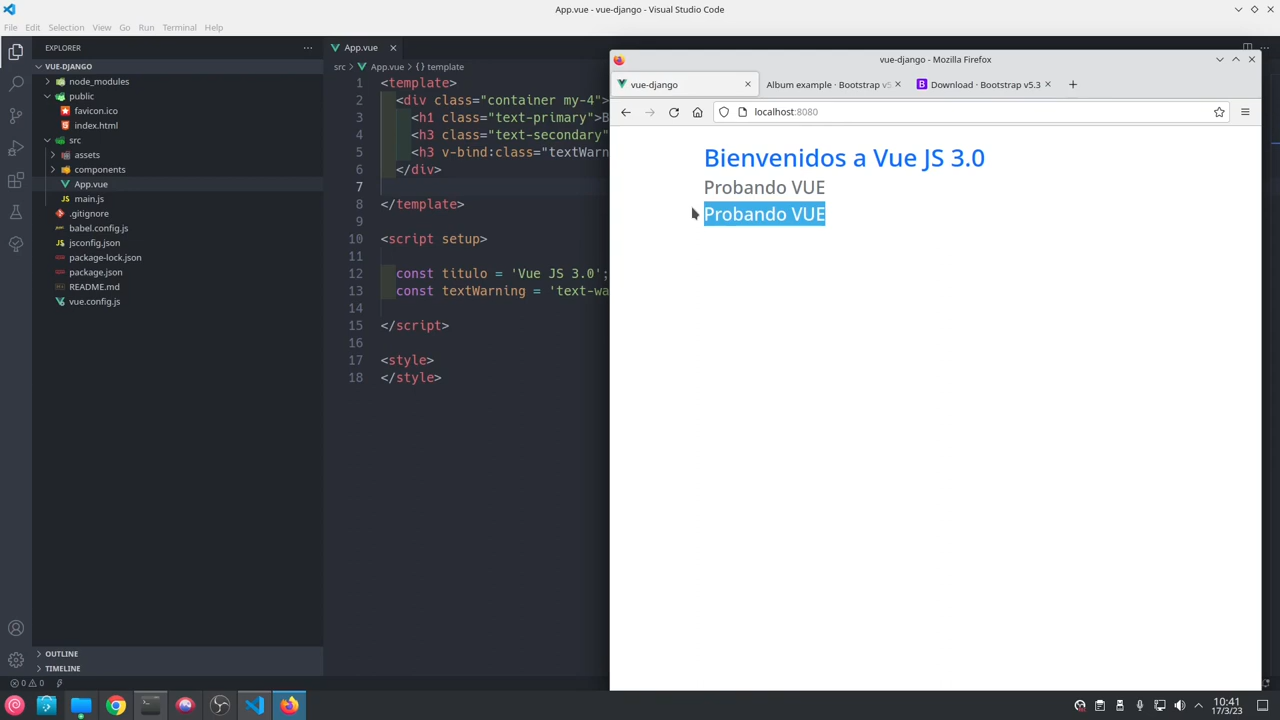 App.vue - vue-django - Visual Studio Code
File Edit Selection View Go Run Terminal Help
EXPLORER
VUE-DJANGO
node_modules
public
favicon.ico
index.html
src
assets
components
App.vue
main.js
.gitignore
babel.config.js
jsconfig.json
package-lock.json
package.json
README.md
vue.config.js
OUTLINE
TIMELINE
0 0
App.vue
src > App.vue > {} template
1 <template>
2 <div class="container my-4">
3 <h1 class="text-primary">B
4 <h3 class="text-secondary"
5 <h3 v-bind:class="textWarn
6 </div>
7
8 </template>
9
10 <script setup>
11
12 const titulo = 'Vue JS 3.0';
13 const textWarning = 'text-wa
14
15 </script>
16
17 <style>
18 </style>
vue-django - Mozilla Firefox
vue-django
Album example · Bootstrap v5
Download · Bootstrap v5.3
localhost:8080
Bienvenidos a Vue JS 3.0
Probando VUE
Probando VUE
10:41
17/3/23